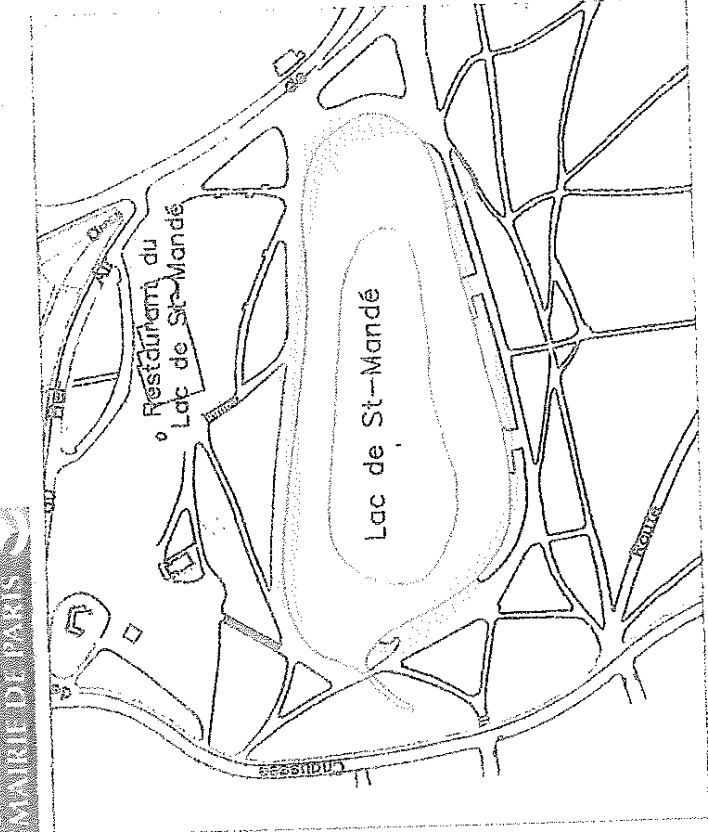 MAIRIE DE PARIS
Restaurant du
Lac de St-Mandé
Lac de St-Mandé
Route
Chaussée